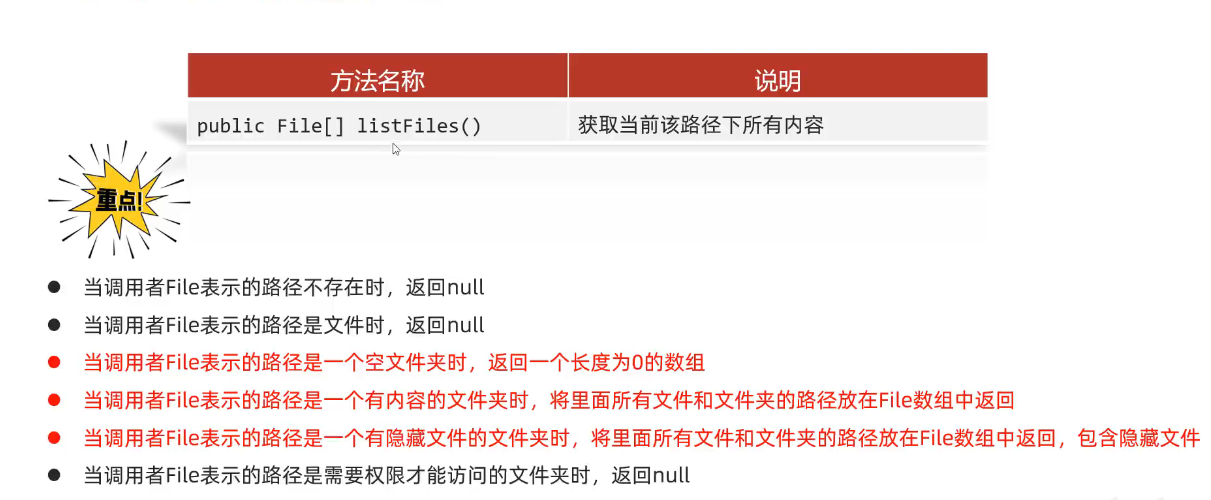 方法名称 说明
public File[] listFiles() 获取当前该路径下所有内容
重点!
当调用者File表示的路径不存在时，返回null
当调用者File表示的路径是文件时，返回null
当调用者File表示的路径是一个空文件夹时，返回一个长度为0的数组
当调用者File表示的路径是一个有内容的文件夹时，将里面所有文件和文件夹的路径放在File数组中返回
当调用者File表示的路径是一个有隐藏文件的文件夹时，将里面所有文件和文件夹的路径放在File数组中返回，包含隐藏文件
当调用者File表示的路径是需要权限才能访问的文件夹时，返回null